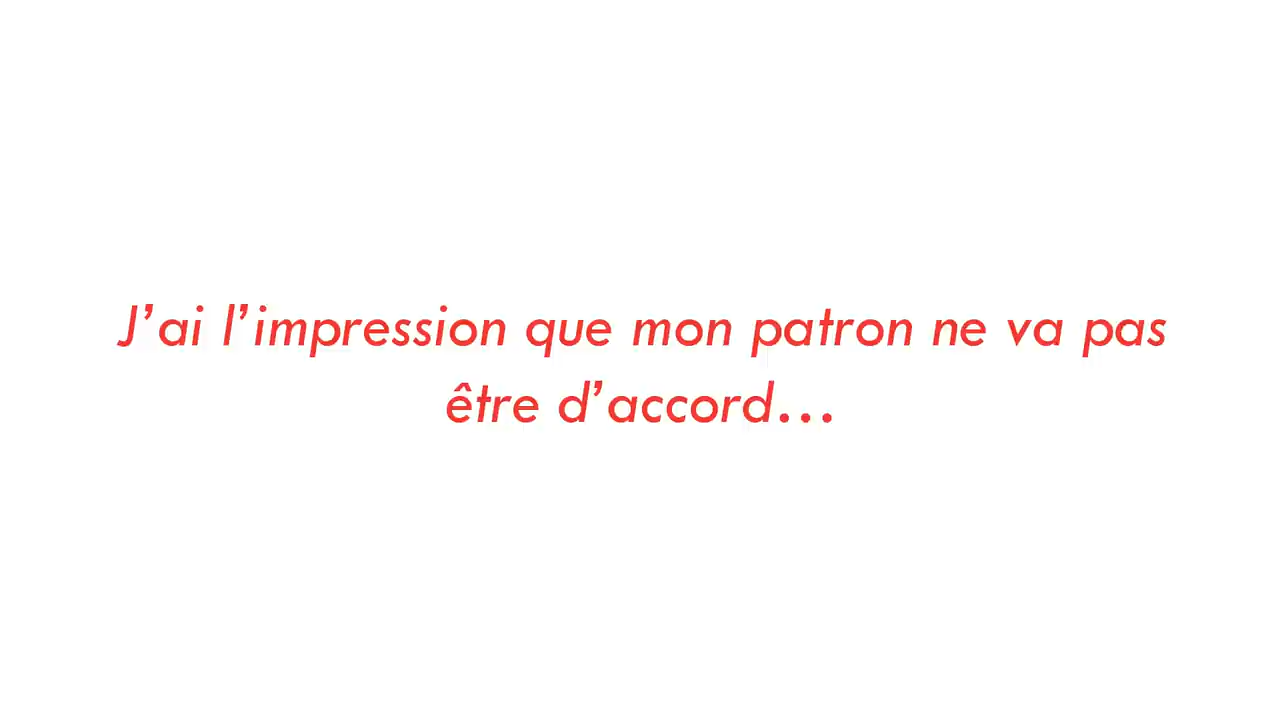 J’ai l’impression que mon patron ne va pas
être d’accord…